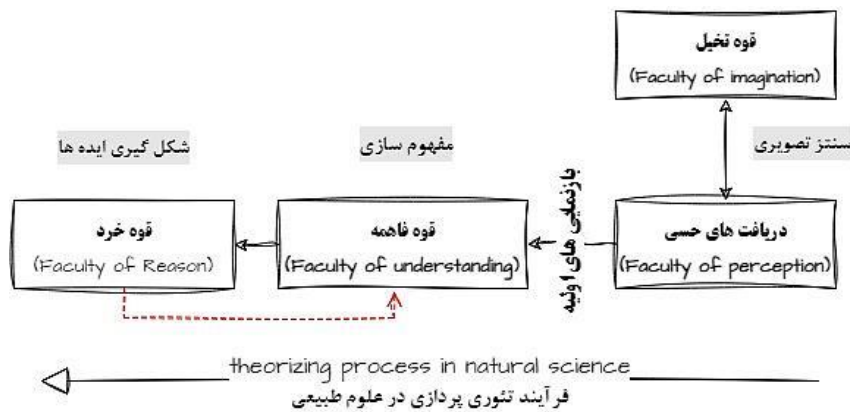 قوه تخیل
(Faculty of imagination)
سنتز تصویری
مفهوم سازی
شکل گیری ایده ها
دریافت های حسی
(Faculty of perception)
بازنمایی های اولیه
قوه فاهمه
(Faculty of understanding)
قوه خرد
(Faculty of Reason)
theorizing process in natural science
فرآیند تئوری پردازی در علوم طبیعی